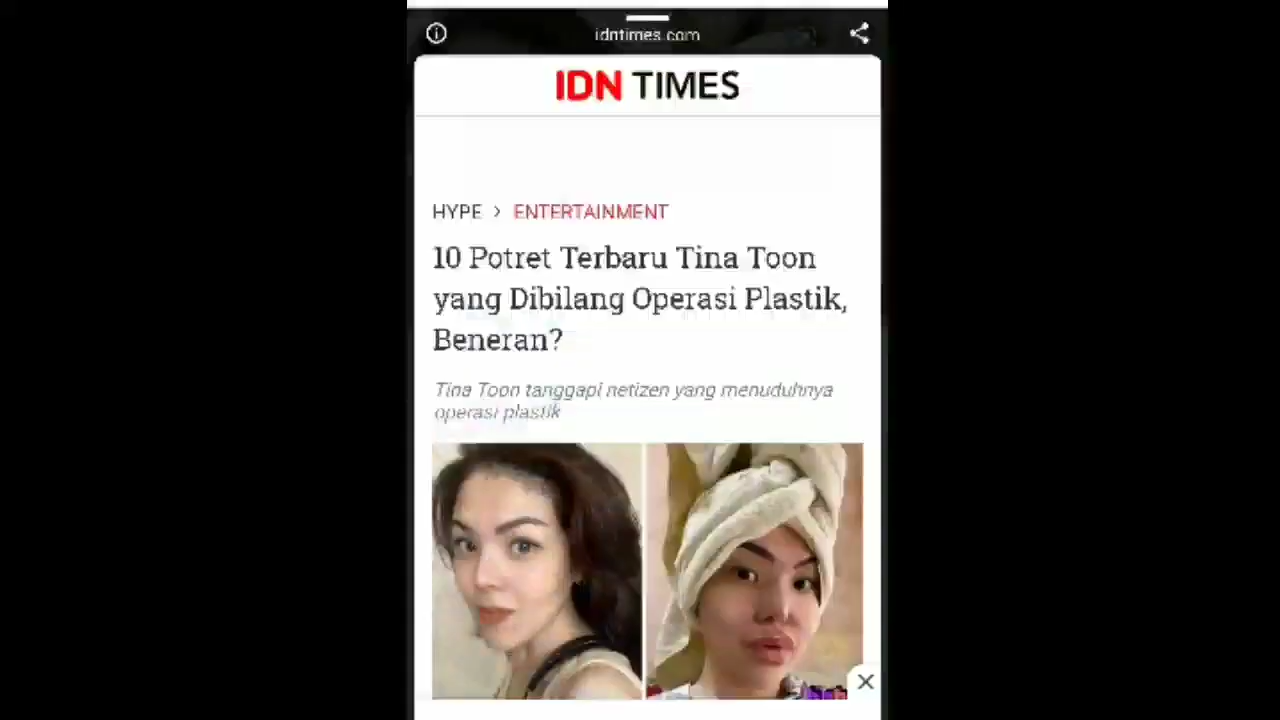 idntimes.com
IDN TIMES
HYPE > ENTERTAINMENT
10 Potret Terbaru Tina Toon
yang Dibilang Operasi Plastik,
Beneran?
Tina Toon tanggapi netizen yang menuduhnya
operasi plastik